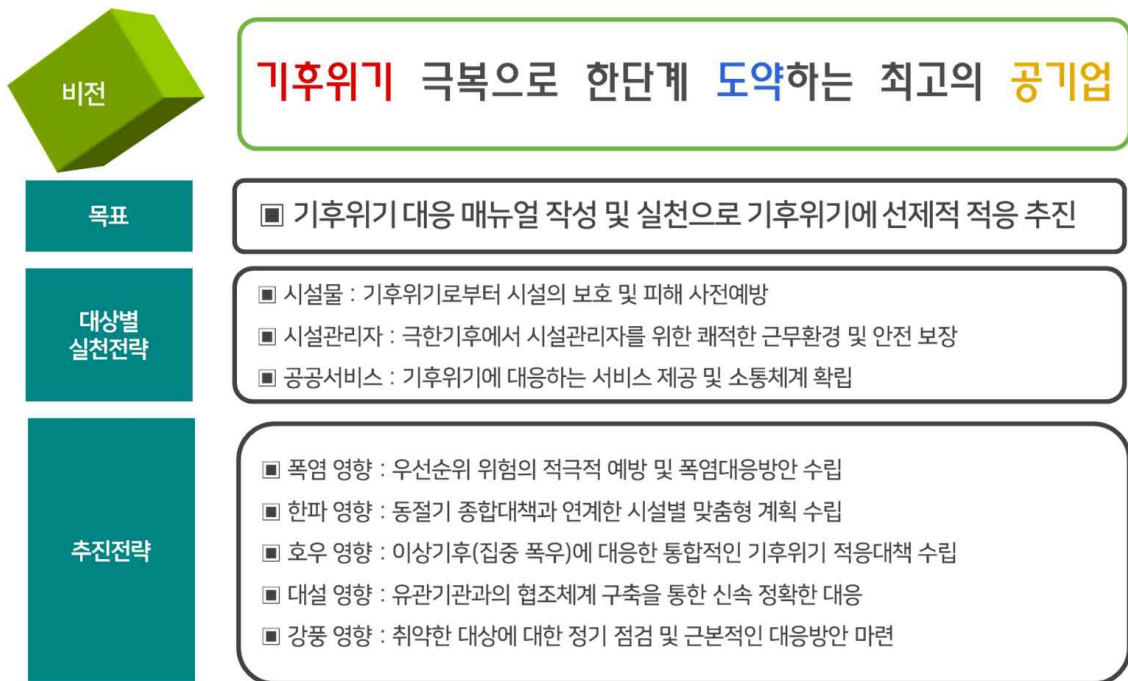 비전
기후위기 극복으로 한단계 도약하는 최고의 공기업
목표
▣ 기후위기 대응 매뉴얼 작성 및 실천으로 기후위기에 선제적 적응 추진
대상별
실천전략
▣ 시설물 : 기후위기로부터 시설의 보호 및 피해 사전예방
▣ 시설관리자 : 극한기후에서 시설관리자를 위한 쾌적한 근무환경 및 안전 보장
▣ 공공서비스 : 기후위기에 대응하는 서비스 제공 및 소통체계 확립
추진전략
▣ 폭염 영향 : 우선순위 위험의 적극적 예방 및 폭염대응방안 수립
▣ 한파 영향 : 동절기 종합대책과 연계한 시설별 맞춤형 계획 수립
▣ 호우 영향 : 이상기후(집중 폭우)에 대응한 통합적인 기후위기 적응대책 수립
▣ 대설 영향 : 유관기관과의 협조체계 구축을 통한 신속 정확한 대응
▣ 강풍 영향 : 취약한 대상에 대한 정기 점검 및 근본적인 대응방안 마련